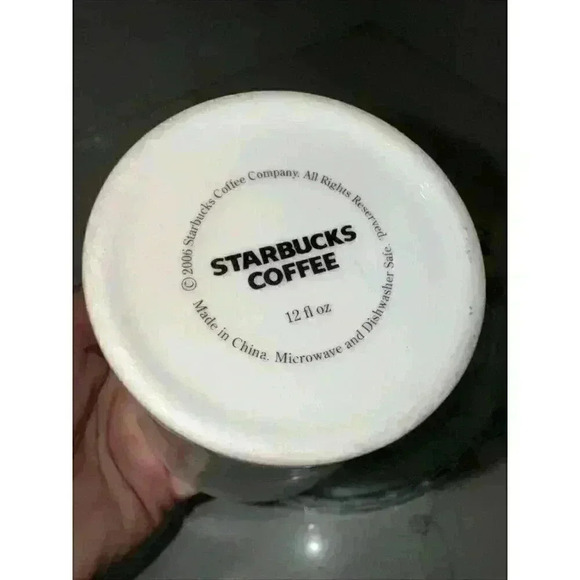 © 2006 Starbucks Coffee Company. All Rights Reserved.
STARBUCKS
COFFEE
12 fl oz
Made in China. Microwave and Dishwasher Safe.